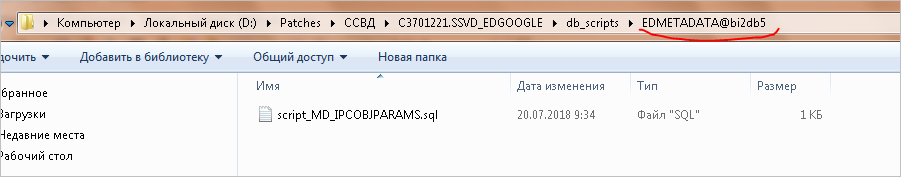 Компьютер ▸ Локальный диск (D:) ▸ Patches ▸ ССВД ▸ C3701221.SSVD_EDGOOGLE ▸ db_scripts ▸ EDMETADATA@bi2db5
дочить ▾ Добавить в библиотеку ▾ Общий доступ ▾ Новая папка
Имя Дата изменения Тип Размер
збранное
Загрузки
Недавние места
Рабочий стол
script_MD_IPCOBJPARAMS.sql 20.07.2018 9:34 Файл "SQL" 1 КБ